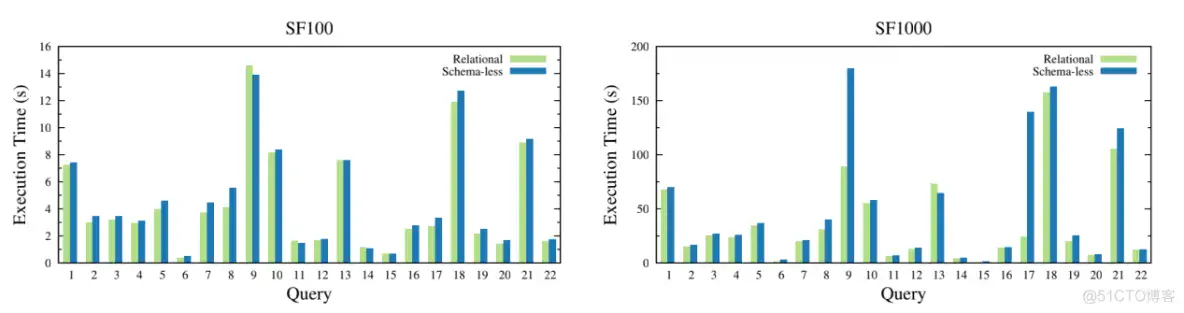 SF100
16
14
12
10
8
6
4
2
0
Execution Time (s)
Relational
Schema-less
1 2 3 4 5 6 7 8 9 10 11 12 13 14 15 16 17 18 19 20 21 22
Query
SF1000
200
150
100
50
0
Execution Time (s)
Relational
Schema-less
1 2 3 4 5 6 7 8 9 10 11 12 13 14 15 16 17 18 19 20 21 22
Query
@51CTO博客